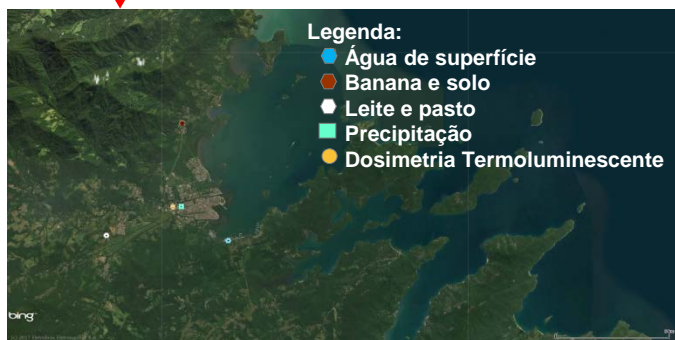 Legenda:
Água de superfície
Banana e solo
Leite e pasto
Precipitação
Dosimetria Termoluminescente
bing